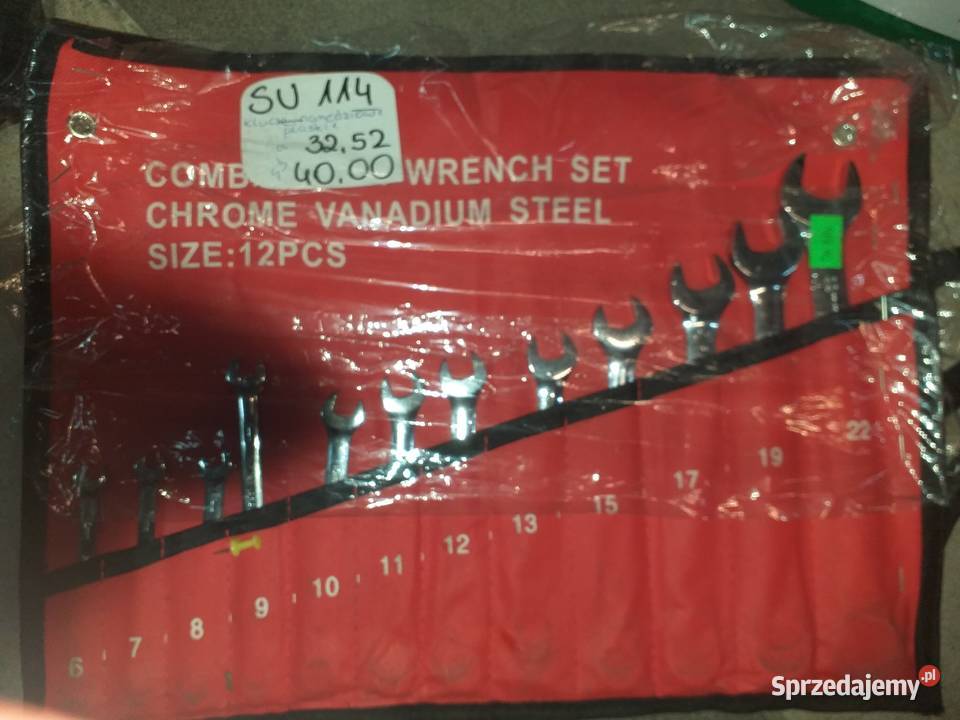 SU 114
32,52
40,00
COMB WRENCH SET
CHROME VANADIUM STEEL
SIZE:12PCS
6
7
8
9
10
11
12
13
15
17
19
22
Sprzedajemy.pl